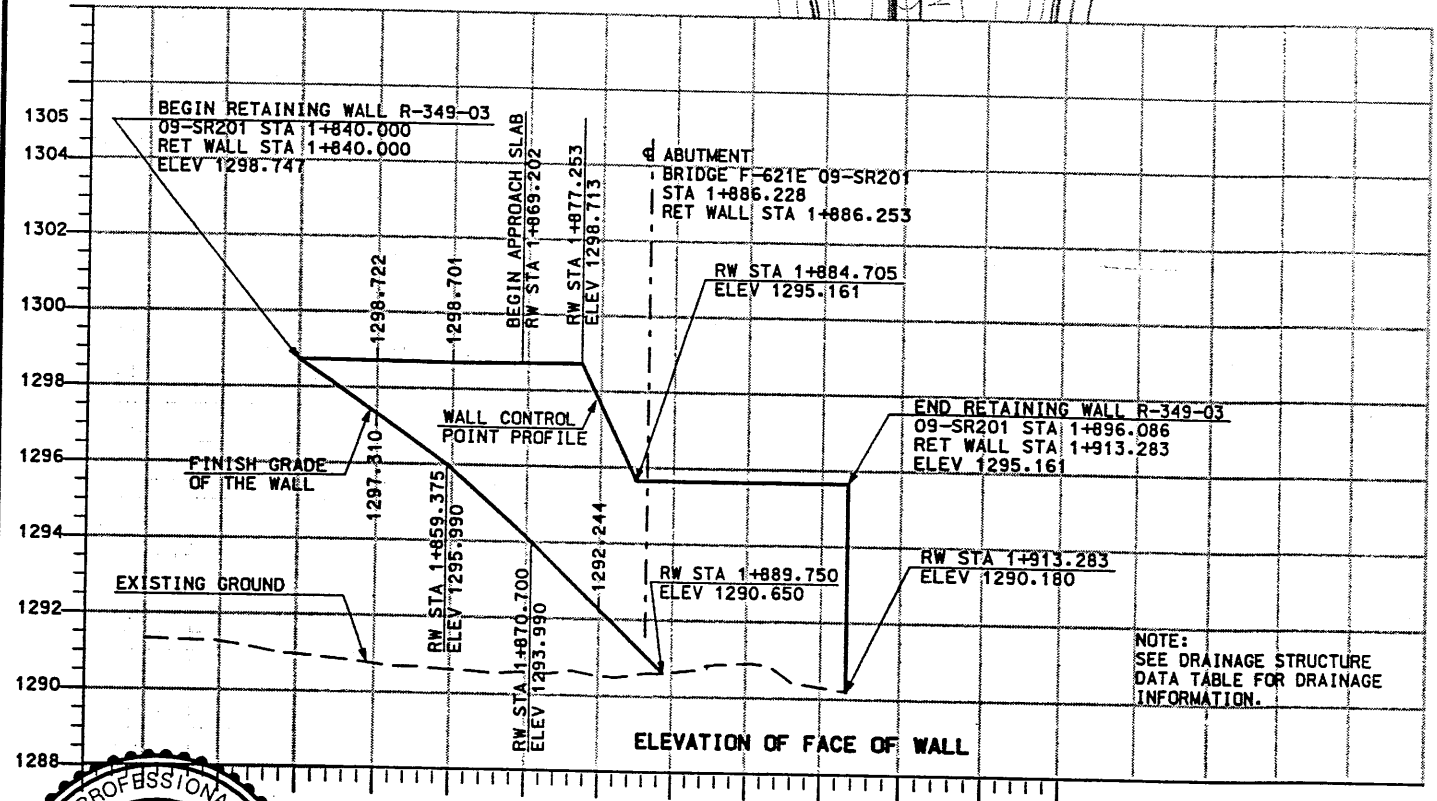 1305
1304
1302
1300
1298
1296
1294
1292
1290
1288
BEGIN RETAINING WALL R-349-03
09-SR201 STA 1+840.000
RET WALL STA 1+840.000
ELEV 1298.747
1298.722
1298.701
BEGIN APPROACH SLAB
RW STA 1+869.202
RW STA 1+877.253
ELEV 1298.713
ABUTMENT
BRIDGE F-621E 09-SR201
STA 1+886.228
RET WALL STA 1+886.253
RW STA 1+884.705
ELEV 1295.161
WALL CONTROL
POINT PROFILE
END RETAINING WALL R-349-03
09-SR201 STA 1+896.086
RET WALL STA 1+913.283
ELEV 1295.161
FINISH GRADE
OF THE WALL
1297.310
RW STA 1+859.375
ELEV 1295.990
RW STA 1+870.700
ELEV 1293.990
1292.244
EXISTING GROUND
RW STA 1+889.750
ELEV 1290.650
RW STA 1+913.283
ELEV 1290.180
NOTE:
SEE DRAINAGE STRUCTURE
DATA TABLE FOR DRAINAGE
INFORMATION.
ELEVATION OF FACE OF WALL
PROFESSIONA